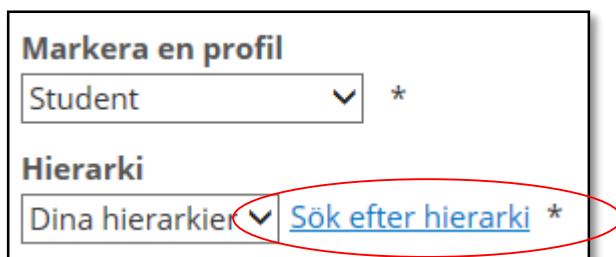 Markera en profil
Student *
Hierarki
Dina hierarkier Sök efter hierarki *